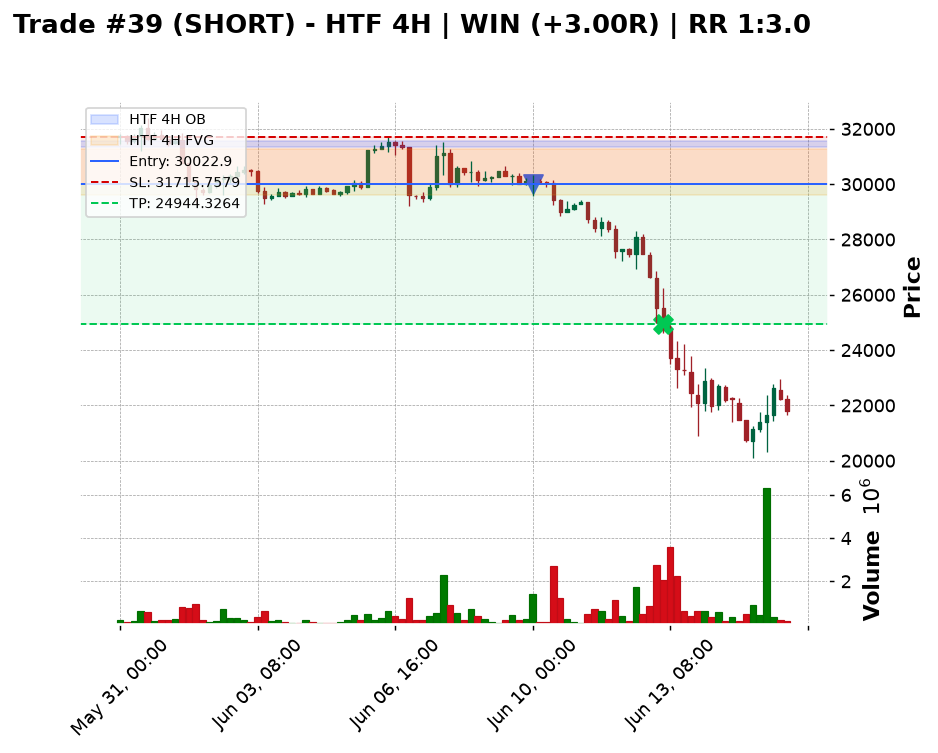 Trade #39 (SHORT) - HTF 4H | WIN (+3.00R) | RR 1:3.0
HTF 4H OB
HTF 4H FVG
Entry: 30022.9
SL: 31715.7579
TP: 24944.3264
32000
30000
28000
26000
24000
22000
20000
Price
6
4
2
Volume 10⁶
May 31, 00:00
Jun 03, 08:00
Jun 06, 16:00
Jun 10, 00:00
Jun 13, 08:00